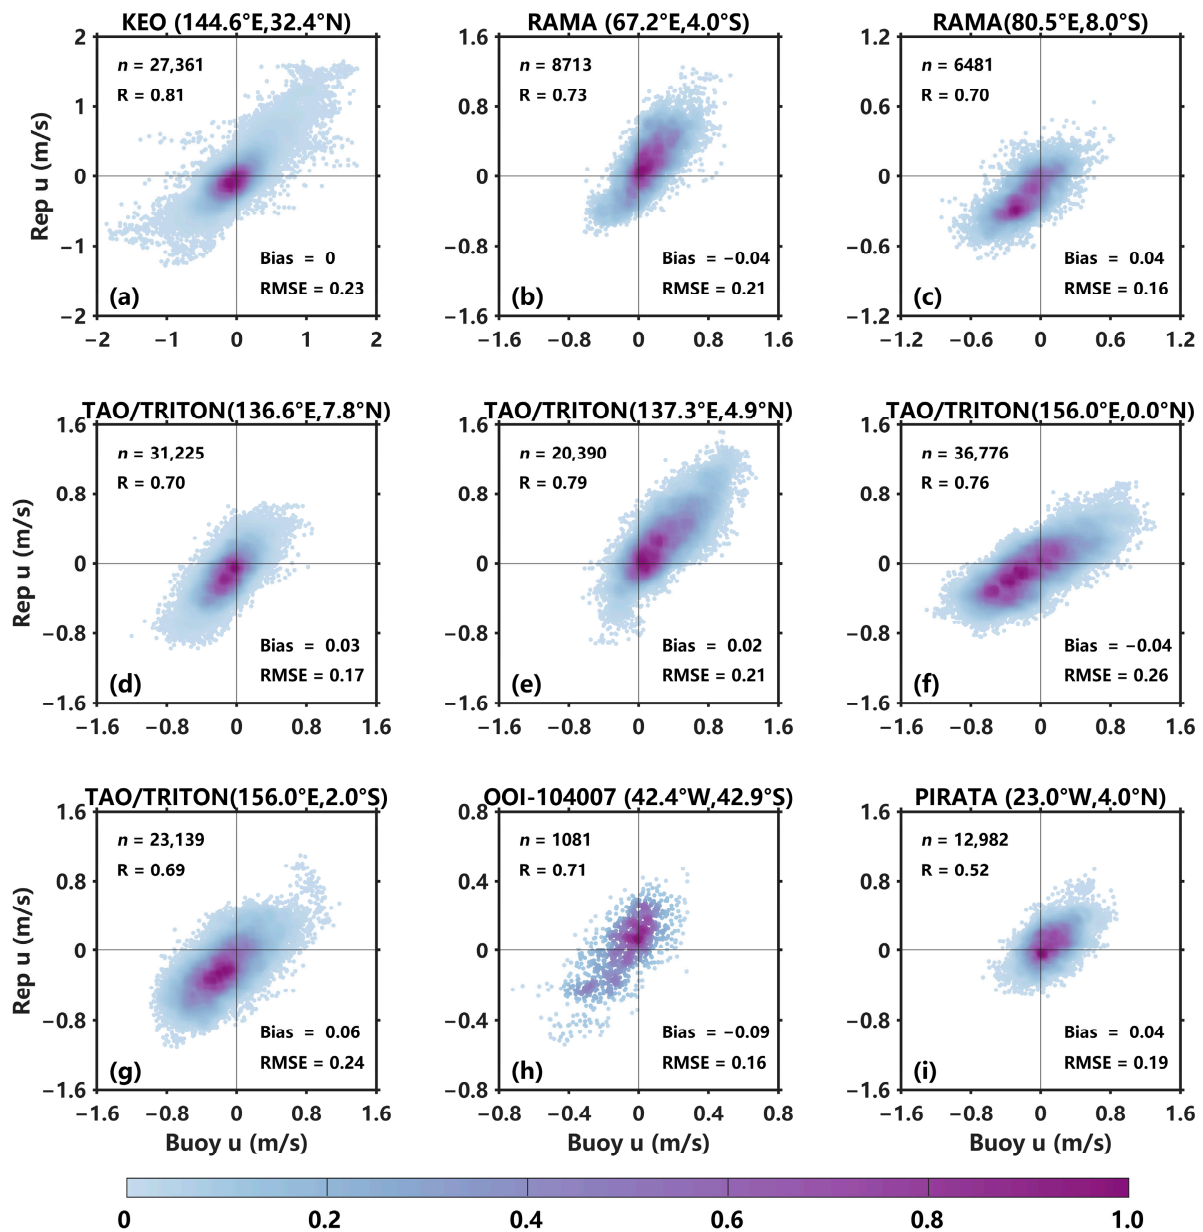 KEO (144.6°E,32.4°N)
n = 27,361
R = 0.81
Bias = 0
RMSE = 0.23
(a)
Rep u (m/s)
2
1
0
−1
−2
−2 −1 0 1 2
RAMA (67.2°E,4.0°S)
n = 8713
R = 0.73
Bias = −0.04
RMSE = 0.21
(b)
1.6
0.8
0
−0.8
−1.6
−1.6 −0.8 0 0.8 1.6
RAMA(80.5°E,8.0°S)
n = 6481
R = 0.70
Bias = 0.04
RMSE = 0.16
(c)
1.2
0.6
0
−0.6
−1.2
−1.2 −0.6 0 0.6 1.2
TAO/TRITON(136.6°E,7.8°N)
n = 31,225
R = 0.70
Bias = 0.03
RMSE = 0.17
(d)
Rep u (m/s)
1.6
0.8
0
−0.8
−1.6
−1.6 −0.8 0 0.8 1.6
TAO/TRITON(137.3°E,4.9°N)
n = 20,390
R = 0.79
Bias = 0.02
RMSE = 0.21
(e)
1.6
0.8
0
−0.8
−1.6
−1.6 −0.8 0 0.8 1.6
TAO/TRITON(156.0°E,0.0°N)
n = 36,776
R = 0.76
Bias = −0.04
RMSE = 0.26
(f)
1.6
0.8
0
−0.8
−1.6
−1.6 −0.8 0 0.8 1.6
TAO/TRITON(156.0°E,2.0°S)
n = 23,139
R = 0.69
Bias = 0.06
RMSE = 0.24
(g)
Rep u (m/s)
1.6
0.8
0
−0.8
−1.6
−1.6 −0.8 0 0.8 1.6
Buoy u (m/s)
OOI-104007 (42.4°W,42.9°S)
n = 1081
R = 0.71
Bias = −0.09
RMSE = 0.16
(h)
0.8
0.4
0
−0.4
−0.8
−0.8 −0.4 0 0.4 0.8
Buoy u (m/s)
PIRATA (23.0°W,4.0°N)
n = 12,982
R = 0.52
Bias = 0.04
RMSE = 0.19
(i)
1.6
0.8
0
−0.8
−1.6
−1.6 −0.8 0 0.8 1.6
Buoy u (m/s)
0 0.2 0.4 0.6 0.8 1.0